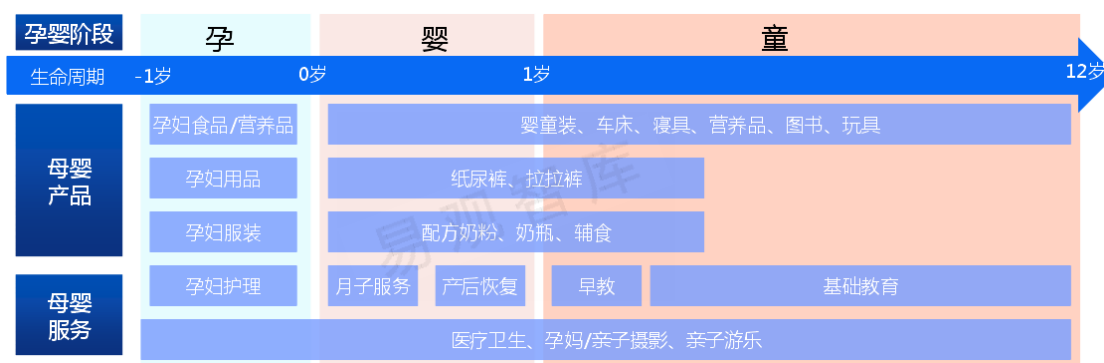 孕婴阶段 孕 婴 童
生命周期 -1岁 0岁 1岁 12岁
母婴
产品
孕妇食品/营养品 婴童装、车床、寝具、营养品、图书、玩具
孕妇用品 纸尿裤、拉拉裤
孕妇服装 配方奶粉、奶瓶、辅食
母婴
服务
孕妇护理 月子服务 产后恢复 早教 基础教育
医疗卫生、孕妈/亲子摄影、亲子游乐
易观智库